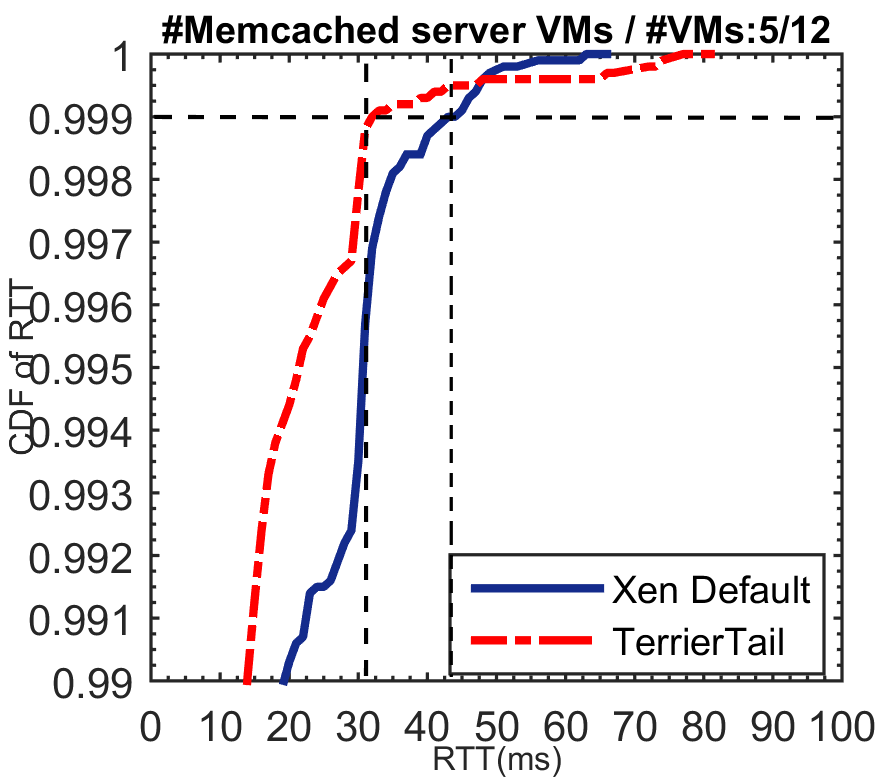 #Memcached server VMs / #VMs:5/12
1
0.999
0.998
0.997
0.996
0.995
0.994
0.993
0.992
0.991
0.99
CDF of RTT
Xen Default
TerrierTail
0 10 20 30 40 50 60 70 80 90 100
RTT(ms)